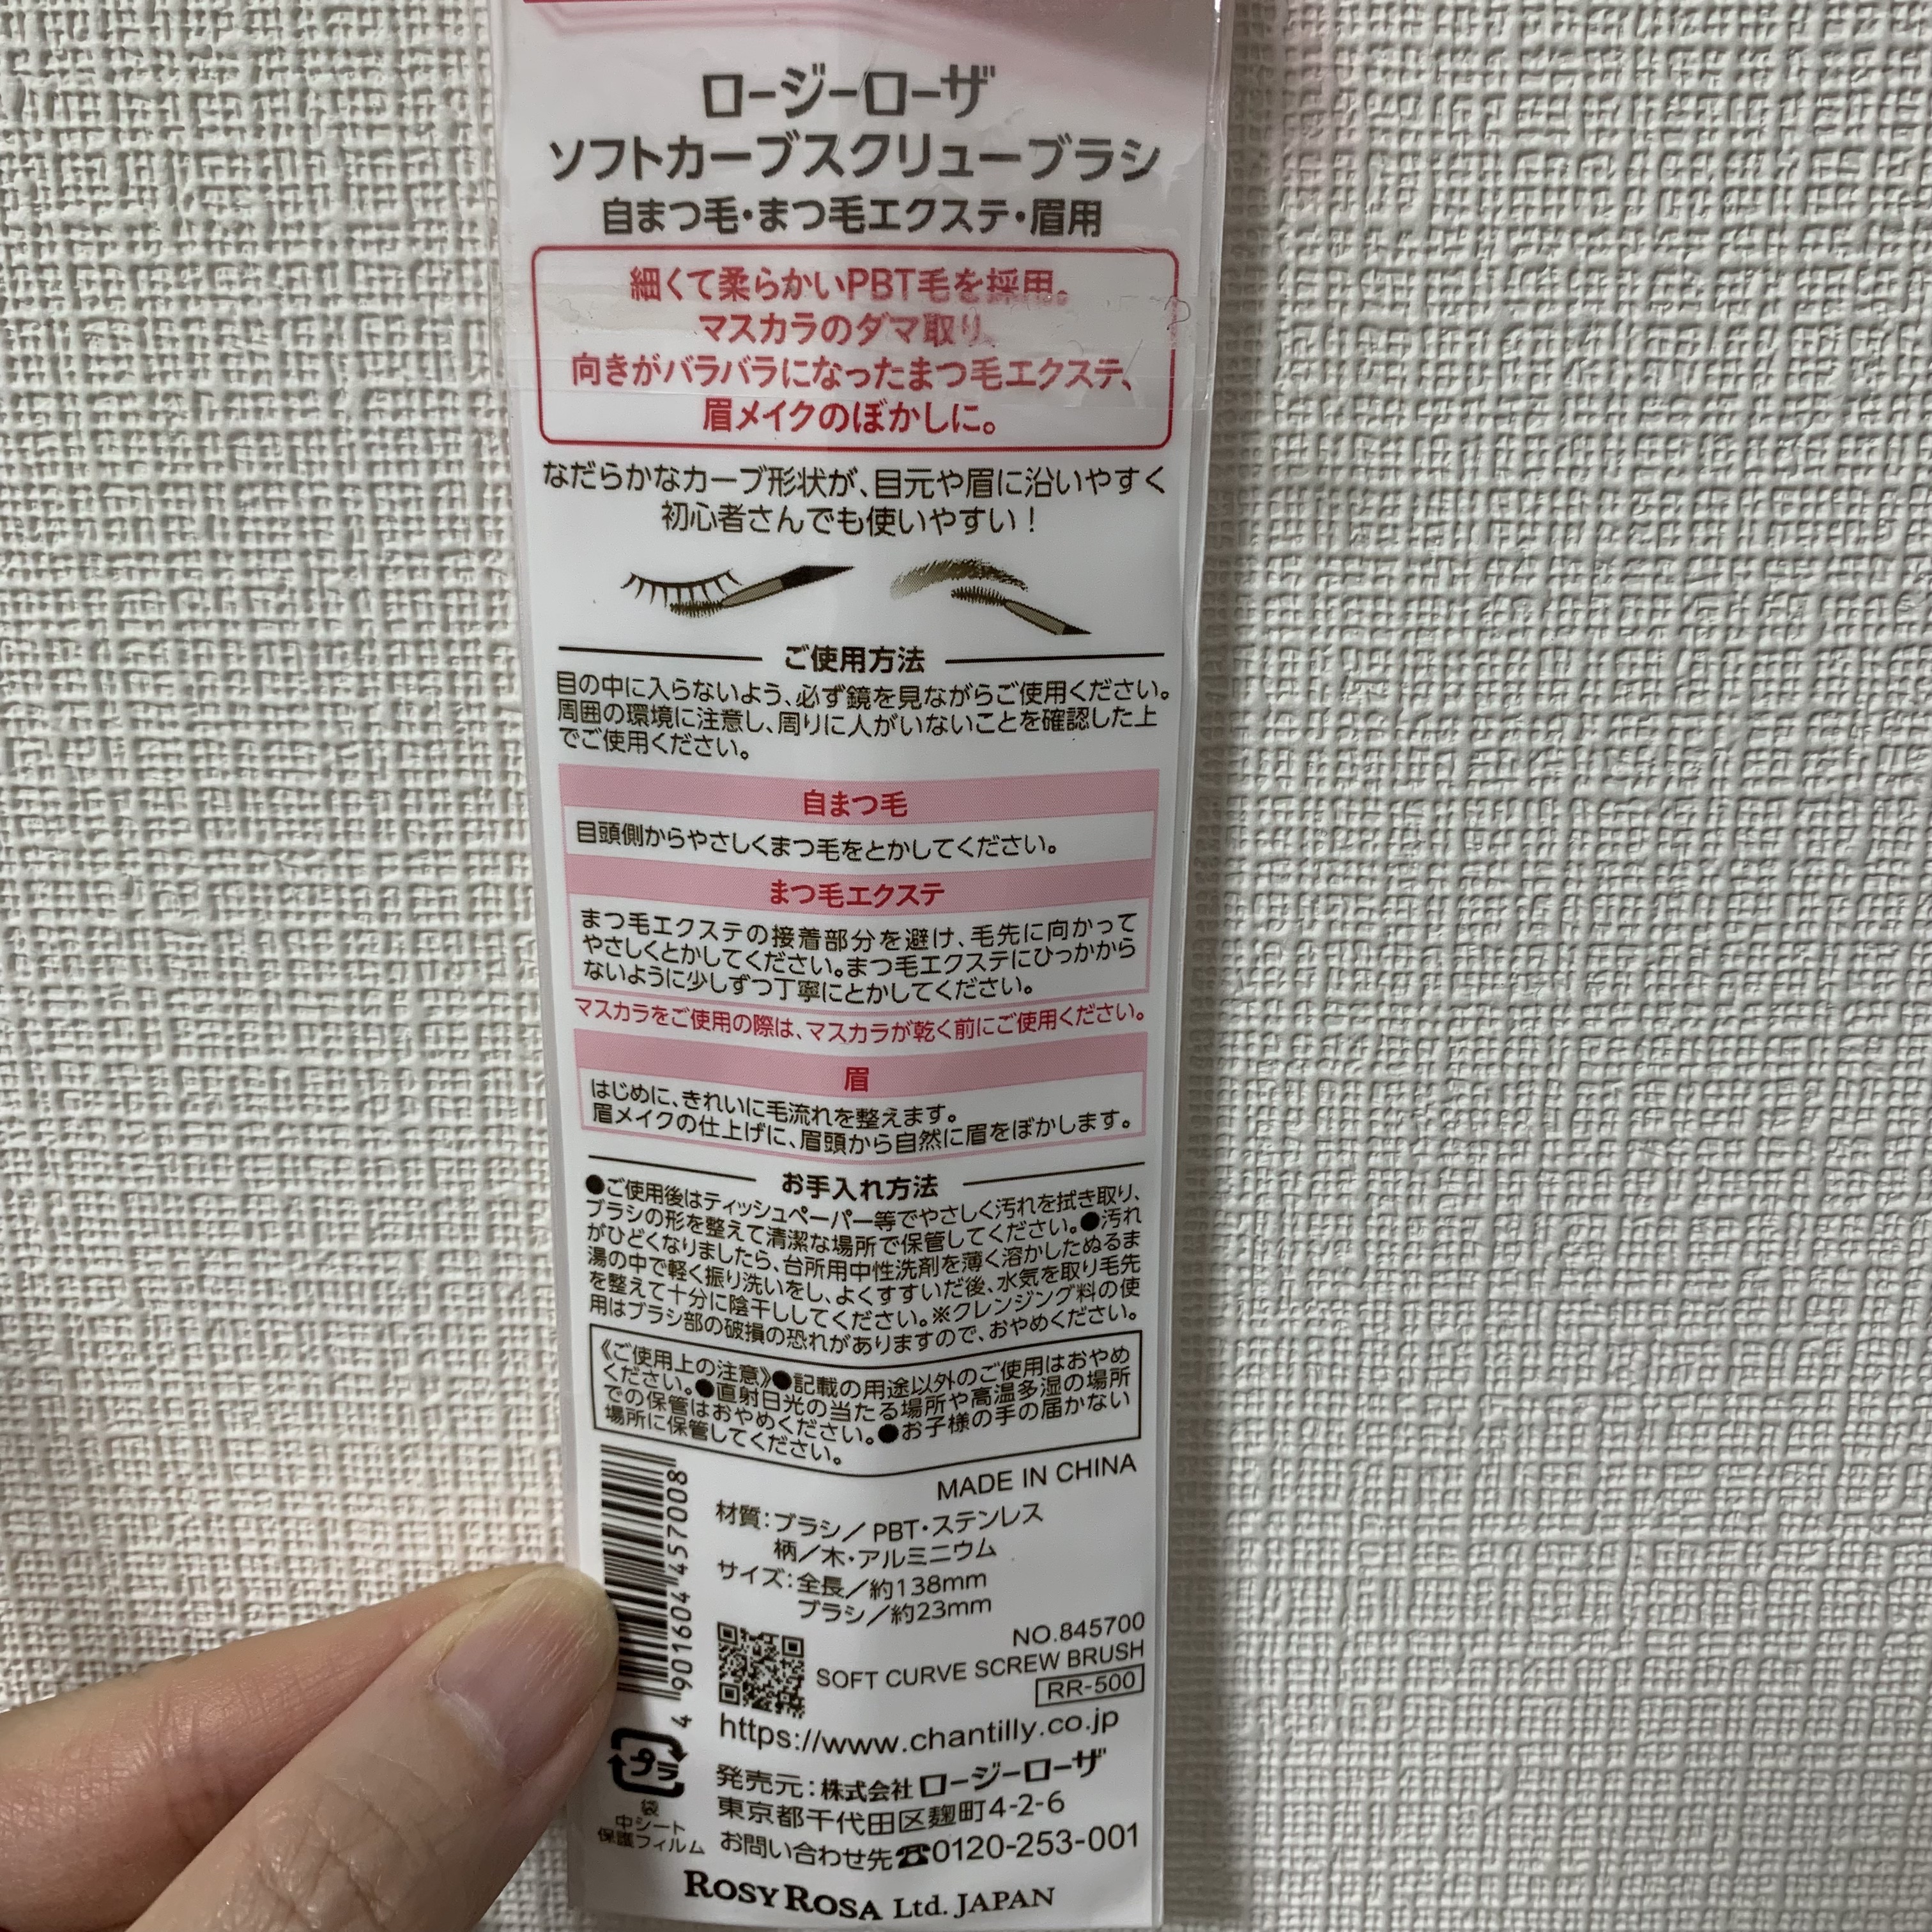 ロージーローザ
ソフトカーブスクリューブラシ
自まつ毛・まつ毛エクステ・眉用
細くて柔らかいPBT毛を採用。
マスカラのダマ取り、
向きがバラバラになったまつ毛エクステ、
眉メイクのぼかしに。
なだらかなカーブ形状が、目元や眉に沿いやすく
初心者さんでも使いやすい！
ご使用方法
目の中に入らないよう、必ず鏡を見ながらご使用ください。
周囲の環境に注意し、周りに人がいないことを確認した上
でご使用ください。
自まつ毛
目頭側からやさしくまつ毛をとかしてください。
まつ毛エクステ
まつ毛エクステの接着部分を避け、毛先に向かって
やさしくとかしてください。まつ毛エクステにひっかから
ないように少しずつ丁寧にとかしてください。
マスカラをご使用の際は、マスカラが乾く前にご使用ください。
眉
はじめに、きれいに毛流れを整えます。
眉メイクの仕上げに、眉頭から自然に眉をぼかします。
お手入れ方法
●ご使用後はティッシュペーパー等でやさしく汚れを拭き取り、
ブラシの形を整えて清潔な場所で保管してください。●汚れ
がひどくなりましたら、台所用中性洗剤を薄く溶かしたぬるま
湯の中で軽く振り洗いをし、よくすすいだ後、水気を取り毛先
を整えて十分に陰干ししてください。※クレンジング料の使
用はブラシ部の破損の恐れがありますので、おやめください。
《ご使用上の注意》●記載の用途以外のご使用はおやめ
ください。●直射日光の当たる場所や高温多湿の場所
での保管はおやめください。●お子様の手の届かない
場所に保管してください。
MADE IN CHINA
材質：ブラシ／PBT・ステンレス
柄／木・アルミニウム
サイズ：全長／約138mm
ブラシ／約23mm
4 901604 457008
NO.845700
SOFT CURVE SCREW BRUSH
RR-500
https://www.chantilly.co.jp
プラ
袋
中シート
保護フィルム
発売元：株式会社ロージーローザ
東京都千代田区麹町4-2-6
お問い合わせ先☎0120-253-001
ROSY ROSA Ltd. JAPAN